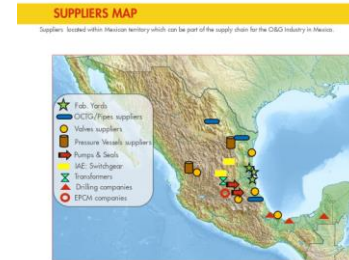 SUPPLIERS MAP
Suppliers located within Mexican territory which can be part of the supply chain for the O&G Industry in Mexico.
Fab. Yards
OCTG/Pipes suppliers
Valves suppliers
Pressure Vessels suppliers
Pumps & Seals
IAE: Switchgear
Transformers
Drilling companies
EPCM companies